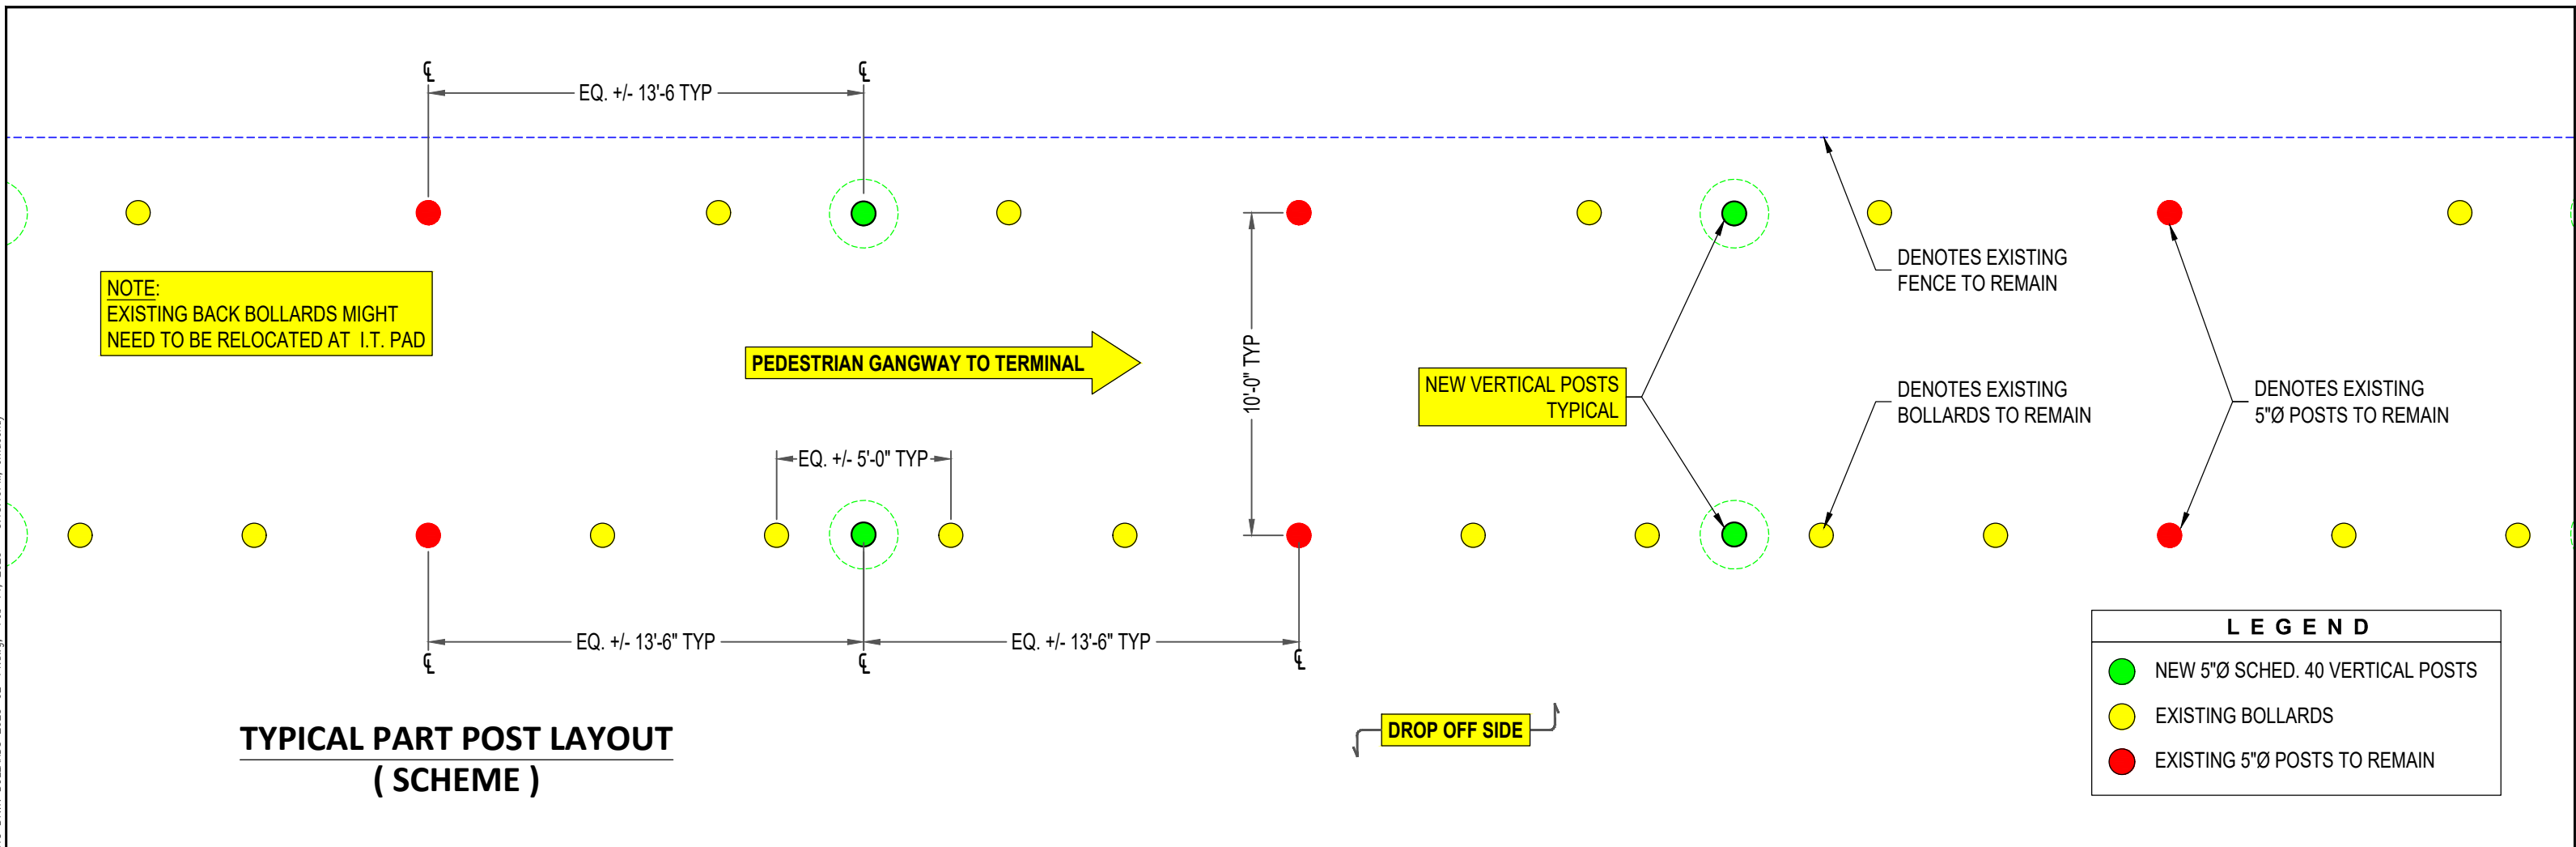 ℄
℄
EQ. +/- 13'-6 TYP
NOTE:
EXISTING BACK BOLLARDS MIGHT
NEED TO BE RELOCATED AT I.T. PAD
PEDESTRIAN GANGWAY TO TERMINAL
10'-0" TYP
DENOTES EXISTING
FENCE TO REMAIN
NEW VERTICAL POSTS
TYPICAL
DENOTES EXISTING
BOLLARDS TO REMAIN
DENOTES EXISTING
5"Ø POSTS TO REMAIN
EQ. +/- 5'-0" TYP
EQ. +/- 13'-6" TYP
EQ. +/- 13'-6" TYP
℄
℄
℄
TYPICAL PART POST LAYOUT
( SCHEME )
DROP OFF SIDE
LEGEND
NEW 5"Ø SCHED. 40 VERTICAL POSTS
EXISTING BOLLARDS
EXISTING 5"Ø POSTS TO REMAIN